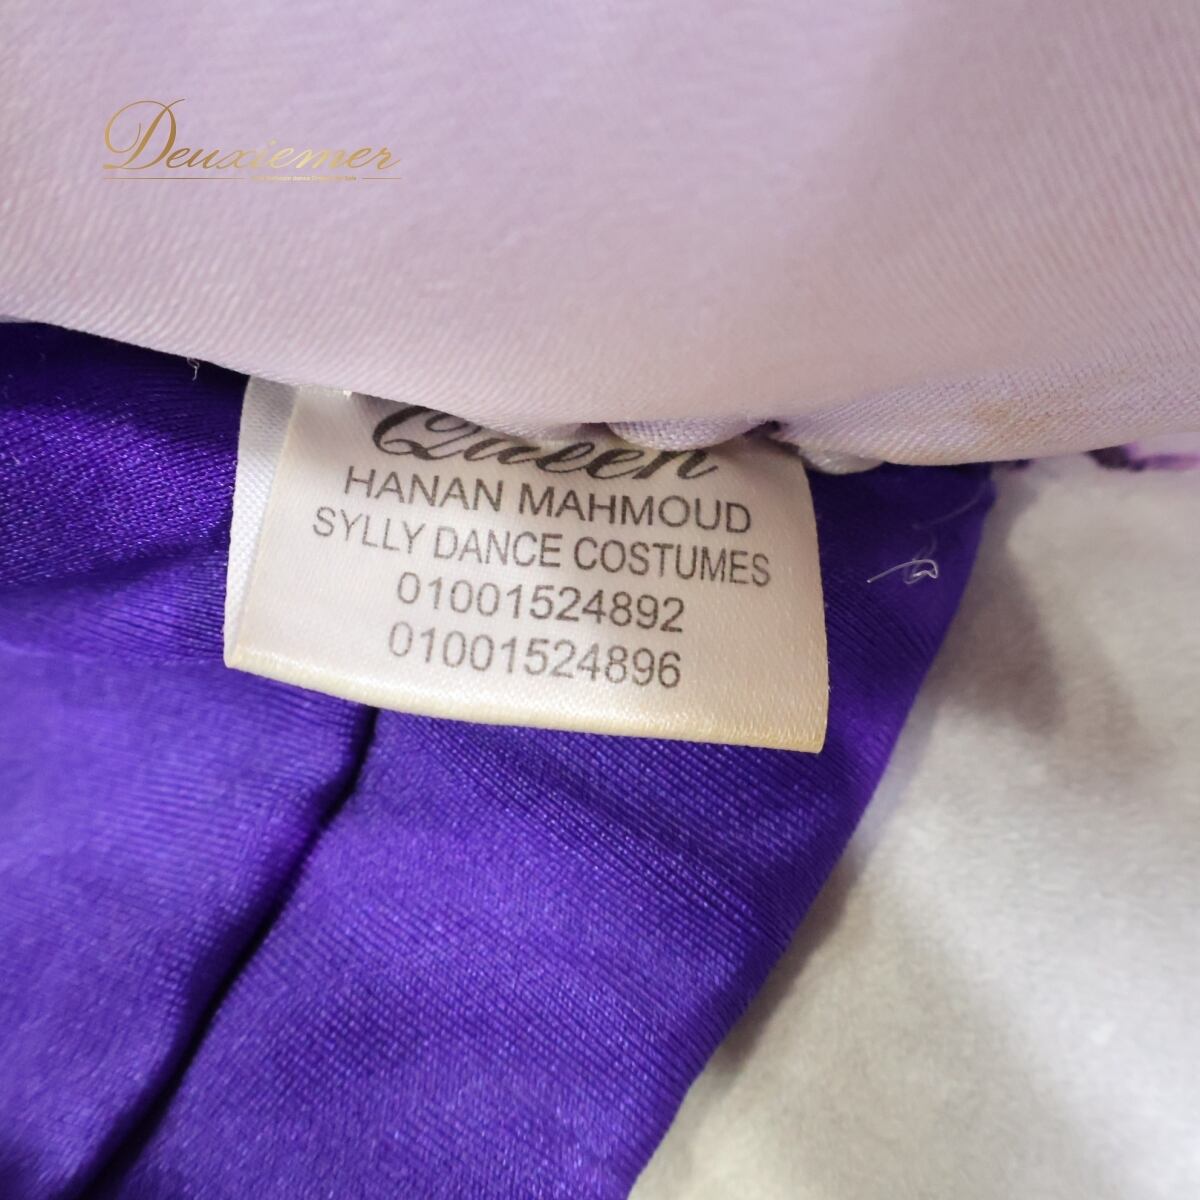 Deuxiemer
Queen
HANAN MAHMOUD
SYLLY DANCE COSTUMES
01001524892
01001524896